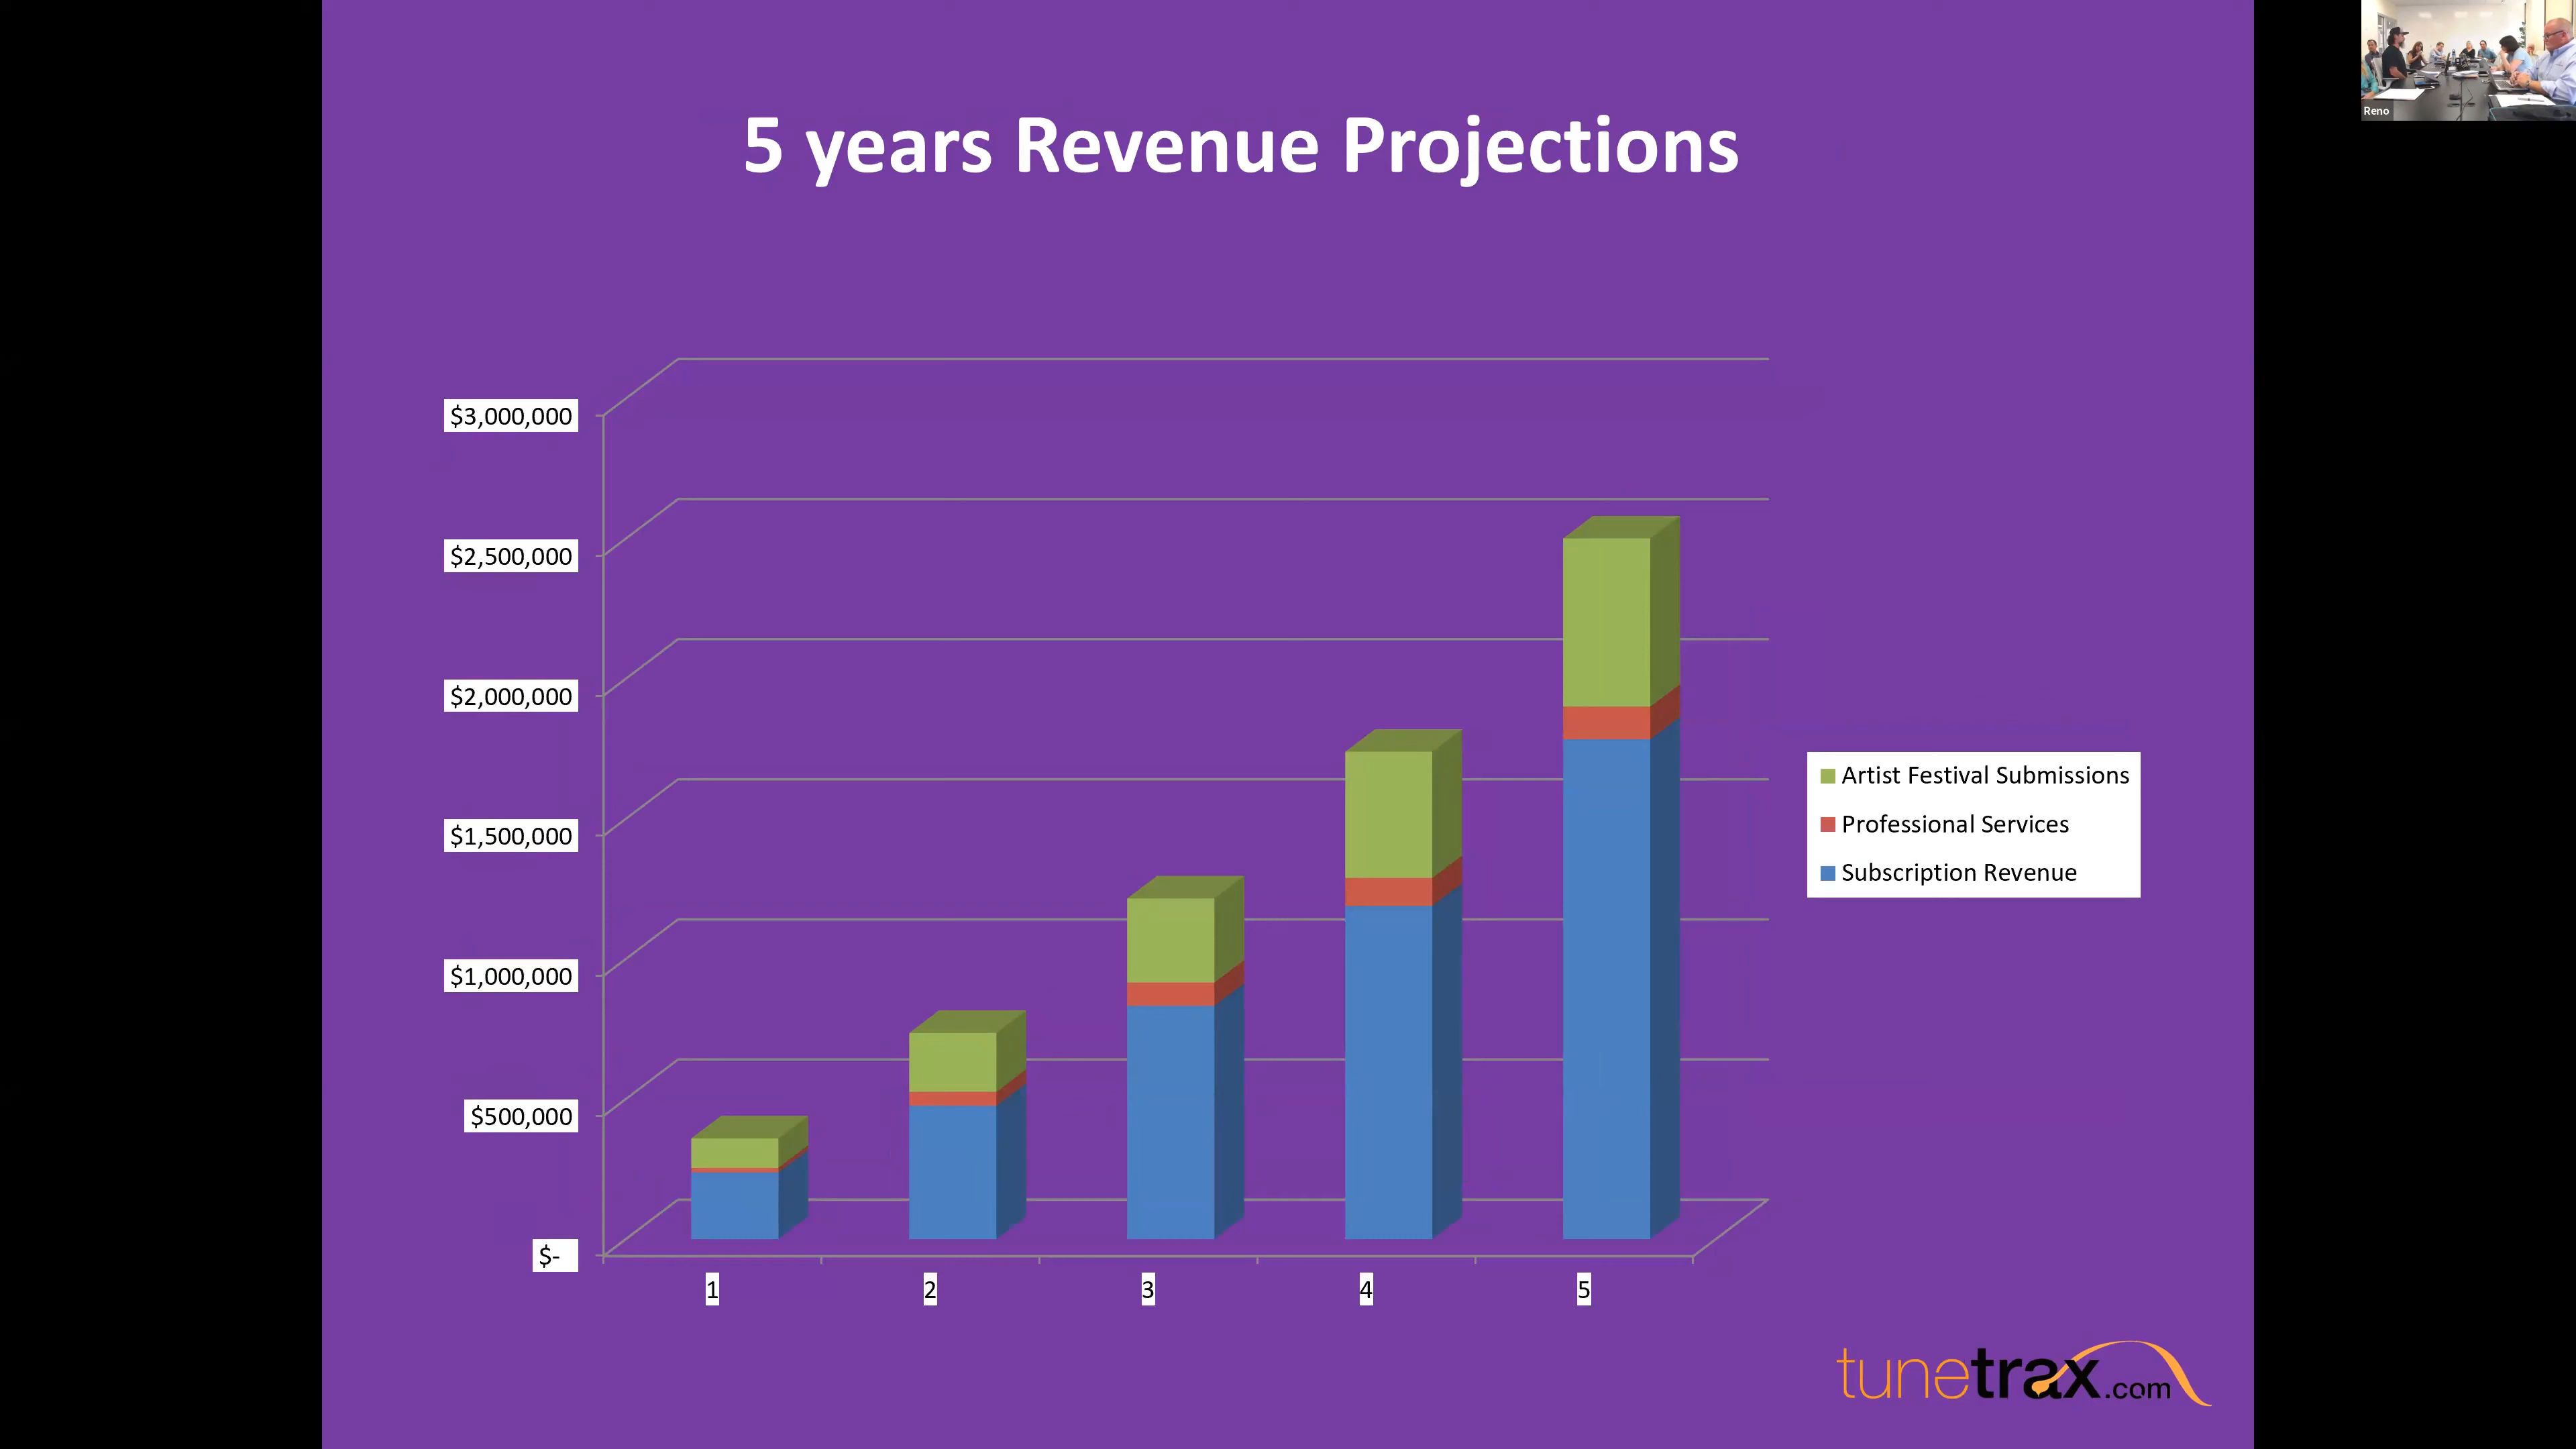 Reno
5 years Revenue Projections
$3,000,000
$2,500,000
$2,000,000
$1,500,000
$1,000,000
$500,000
$-
1 2 3 4 5
Artist Festival Submissions
Professional Services
Subscription Revenue
tunetrax.com